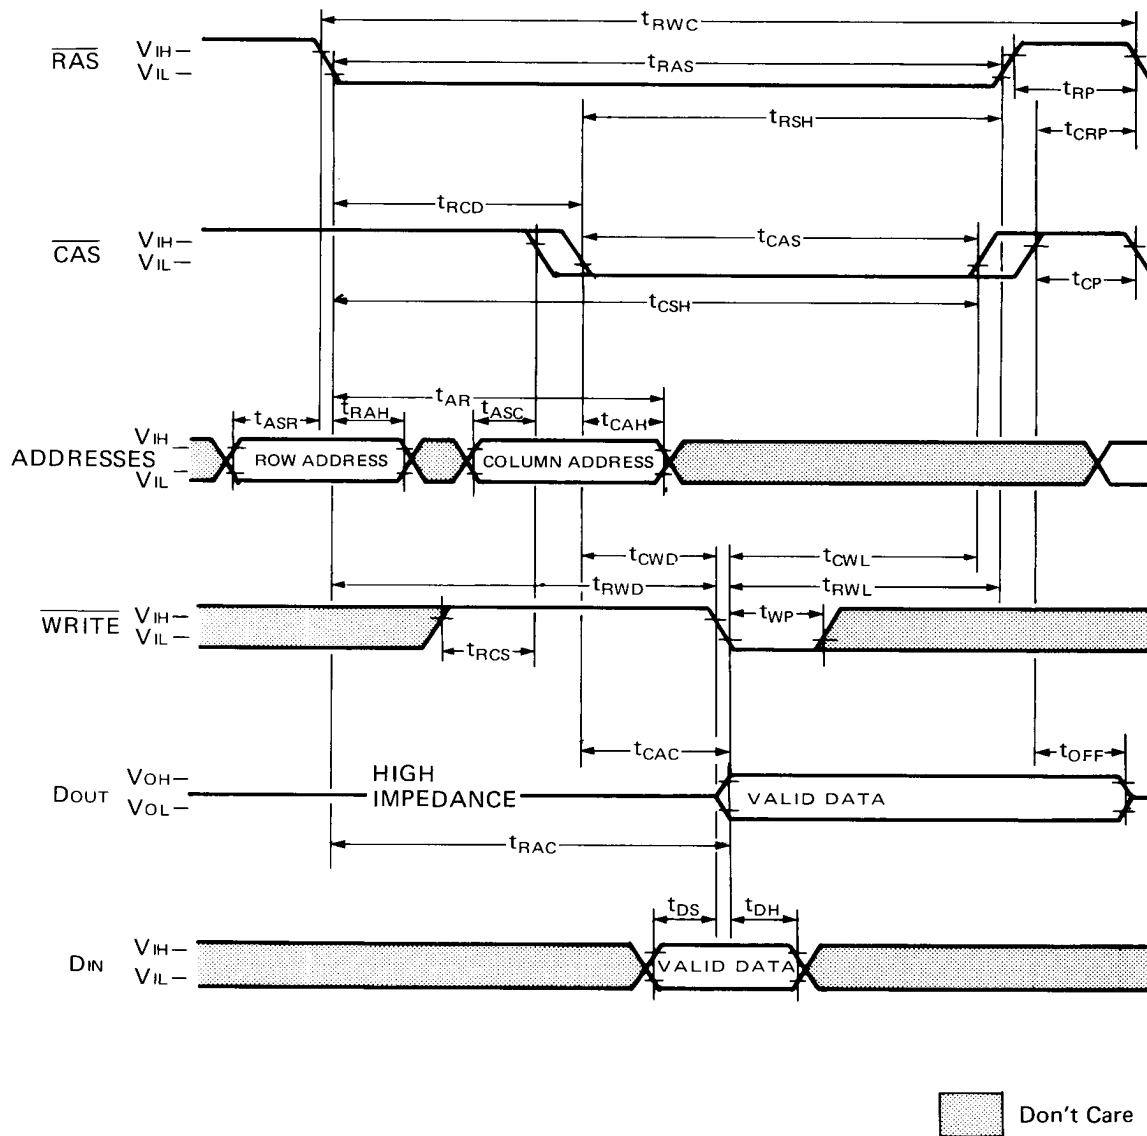 tRWC
RAS
VIH
VIL
tRAS
tRP
tRSH
tCRP
tRCD
CAS
VIH
VIL
tCAS
tCP
tCSH
tAR
tASR
tRAH
tASC
tCAH
ADDRESSES
VIH
VIL
ROW ADDRESS
COLUMN ADDRESS
tCWD
tCWL
tRWD
tRWL
WRITE
VIH
VIL
tWP
tRCS
tCAC
tOFF
DOUT
VOH
VOL
HIGH
IMPEDANCE
VALID DATA
tRAC
tDS
tDH
DIN
VIH
VIL
VALID DATA
Don't Care